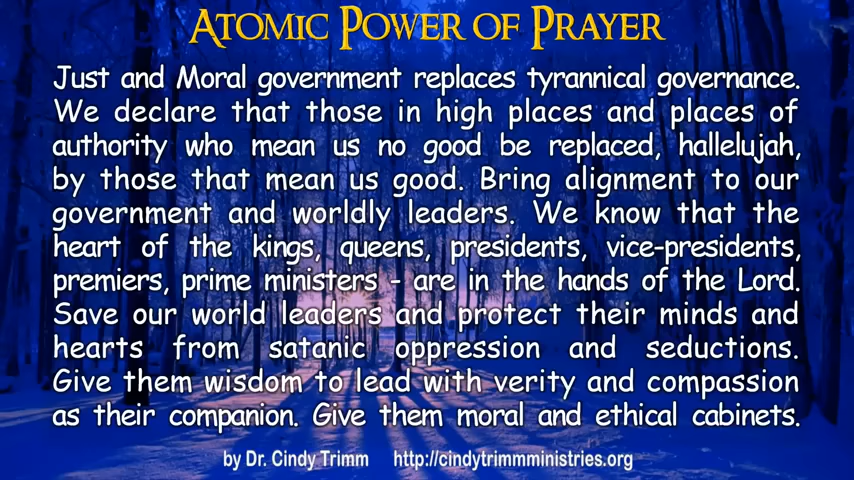 Atomic Power of Prayer
Just and Moral government replaces tyrannical governance.
We declare that those in high places and places of
authority who mean us no good be replaced, hallelujah,
by those that mean us good. Bring alignment to our
government and worldly leaders. We know that the
heart of the kings, queens, presidents, vice-presidents,
premiers, prime ministers - are in the hands of the Lord.
Save our world leaders and protect their minds and
hearts from satanic oppression and seductions.
Give them wisdom to lead with verity and compassion
as their companion. Give them moral and ethical cabinets.
by Dr. Cindy Trimm http://cindytrimmministries.org